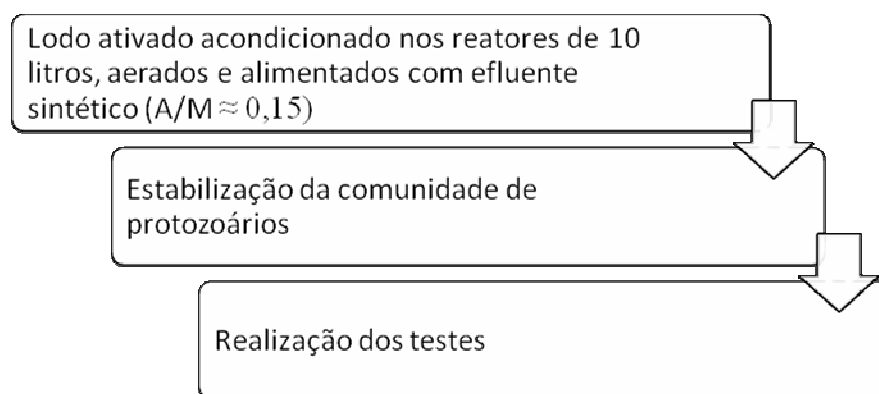 Lodo ativado acondicionado nos reatores de 10
litros, aerados e alimentados com efluente
sintético (A/M ≈ 0,15)
Estabilização da comunidade de
protozoários
Realização dos testes